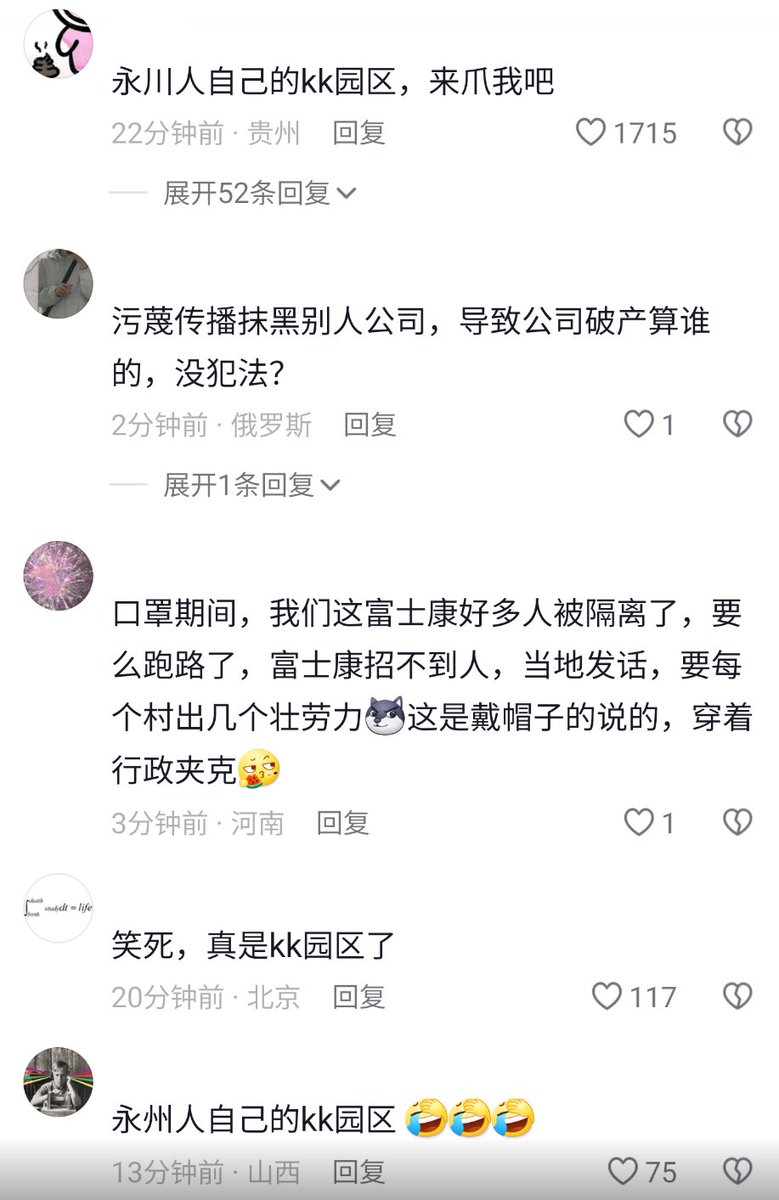 永川人自己的kk园区，来爪我吧
22分钟前 · 贵州 回复 1715
展开52条回复
污蔑传播抹黑别人公司，导致公司破产算谁
的，没犯法？
2分钟前 · 俄罗斯 回复 1
展开1条回复
口罩期间，我们这富士康好多人被隔离了，要
么跑路了，富士康招不到人，当地发话，要每
个村出几个壮劳力这是戴帽子的说的，穿着
行政夹克
3分钟前 · 河南 回复 1
∫death birth studydt = life
笑死，真是kk园区了
20分钟前 · 北京 回复 117
永州人自己的kk园区 🤣🤣🤣
13分钟前 · 山西 回复 75